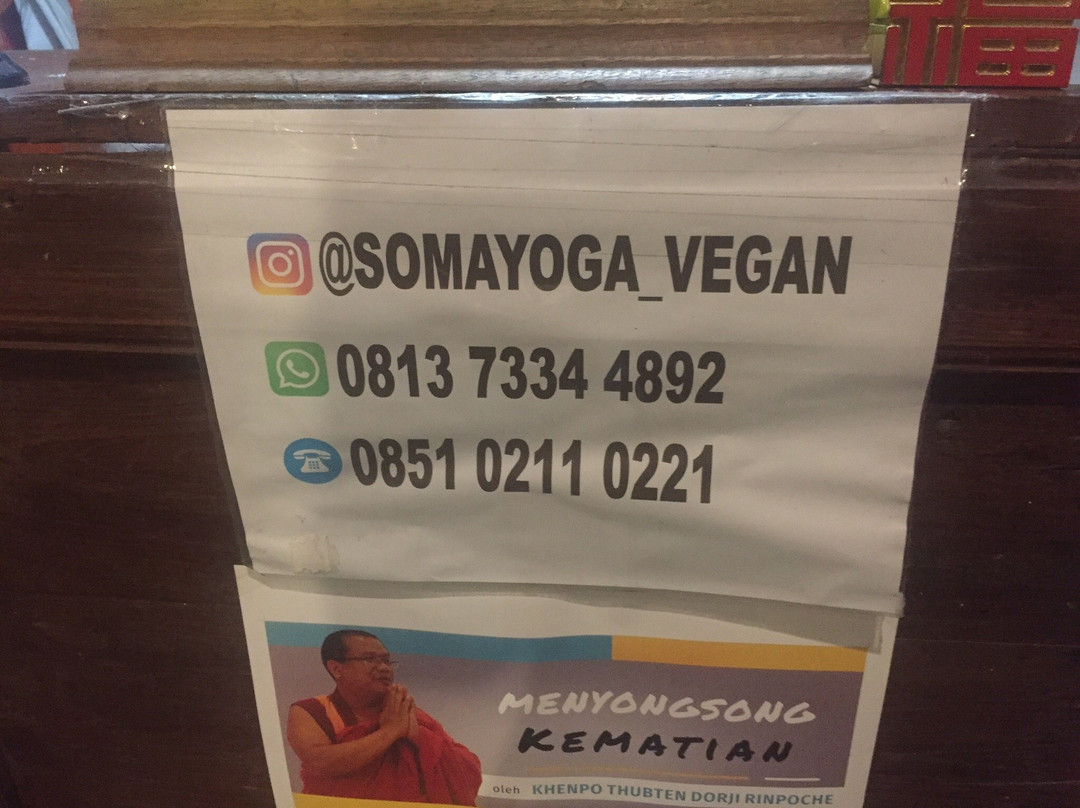 @SOMAYOGA_VEGAN
0813 7334 4892
0851 0211 0221
MENYONGSONG
KEMATIAN
oleh KHENPO THUBTEN DORJI RINPOCHE